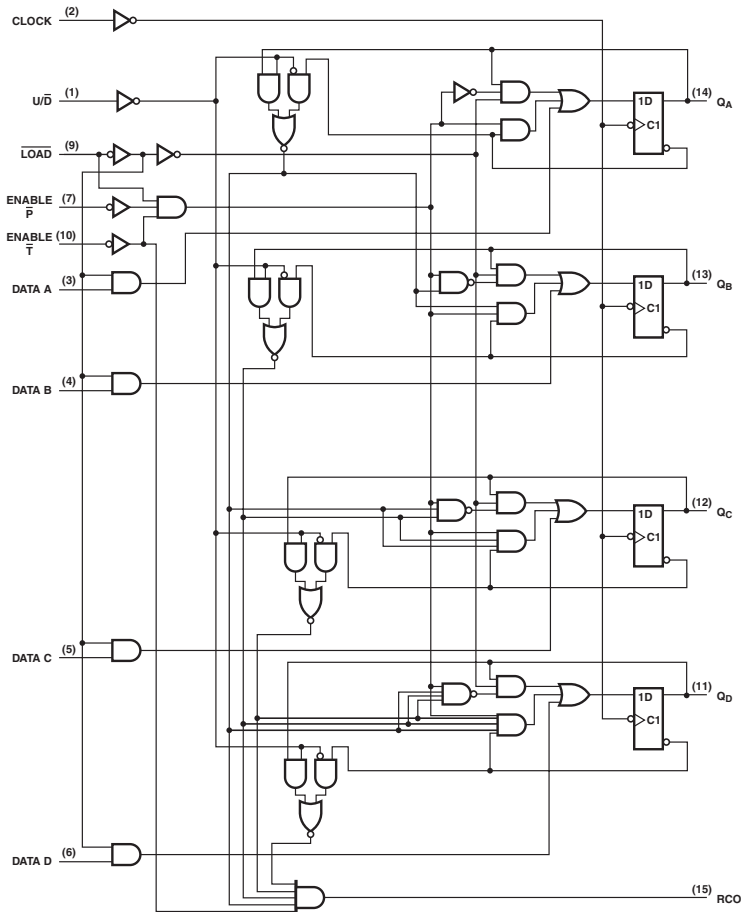 CLOCK (2)
U/D̅ (1)
L̅O̅A̅D̅ (9)
ENABLE (7)
P̅
ENABLE (10)
T̅
DATA A (3)
DATA B (4)
DATA C (5)
DATA D (6)
1D
C1
(14) QA
1D
C1
(13) QB
1D
C1
(12) QC
1D
C1
(11) QD
(15) RCO